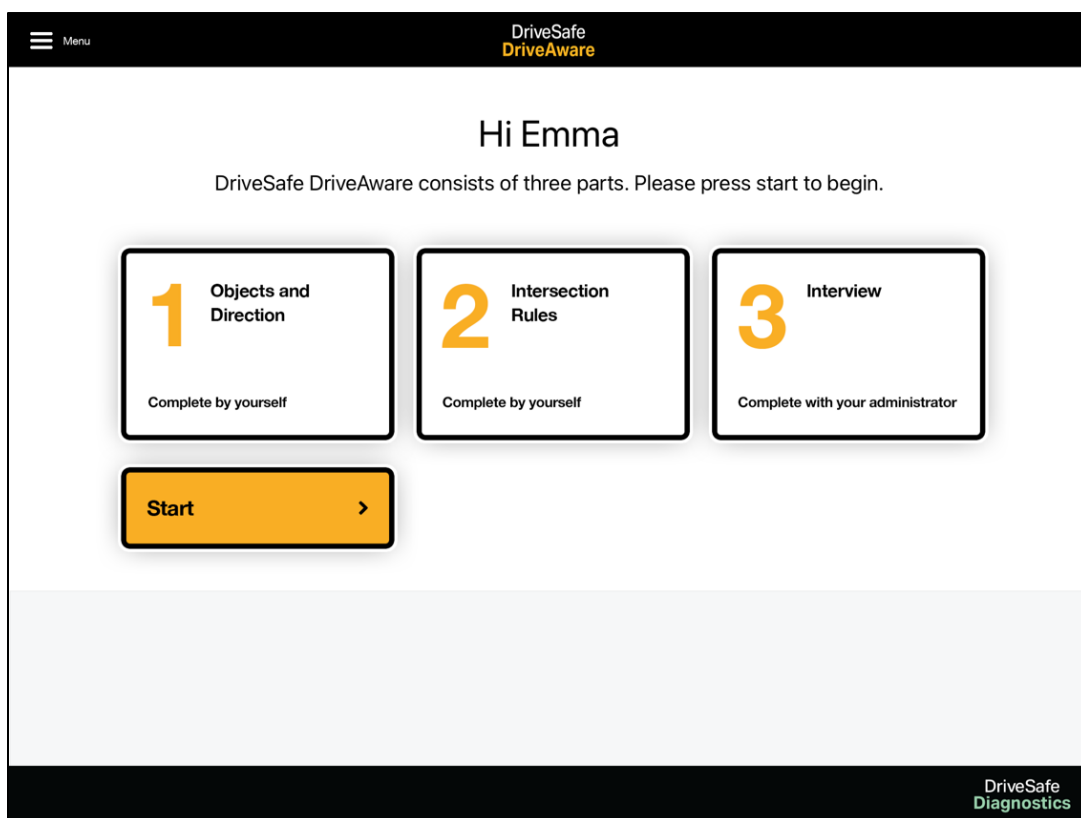 Menu
DriveSafe
DriveAware
Hi Emma
DriveSafe DriveAware consists of three parts. Please press start to begin.
1
Objects and
Direction
Complete by yourself
2
Intersection
Rules
Complete by yourself
3
Interview
Complete with your administrator
Start
DriveSafe
Diagnostics